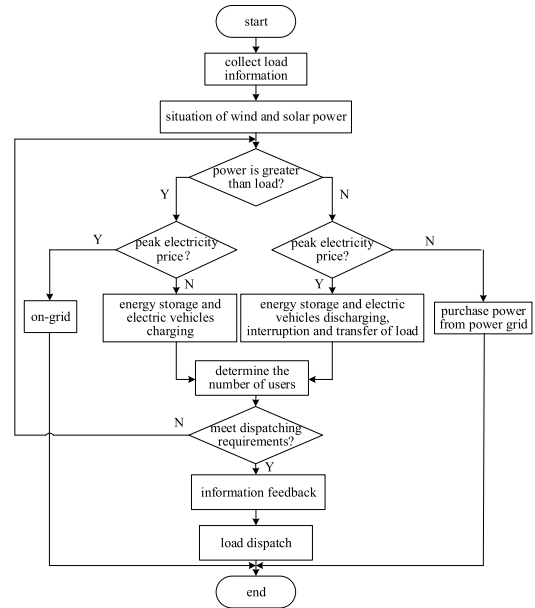 start
collect load
information
situation of wind and solar power
power is greater
than load?
Y
N
peak electricity
price?
Y
N
peak electricity
price?
N
Y
on-grid
energy storage and
electric vehicles
charging
energy storage and electric
vehicles discharging,
interruption and transfer of load
purchase power
from power grid
determine the
number of users
meet dispatching
requirements?
N
Y
information feedback
load dispatch
end